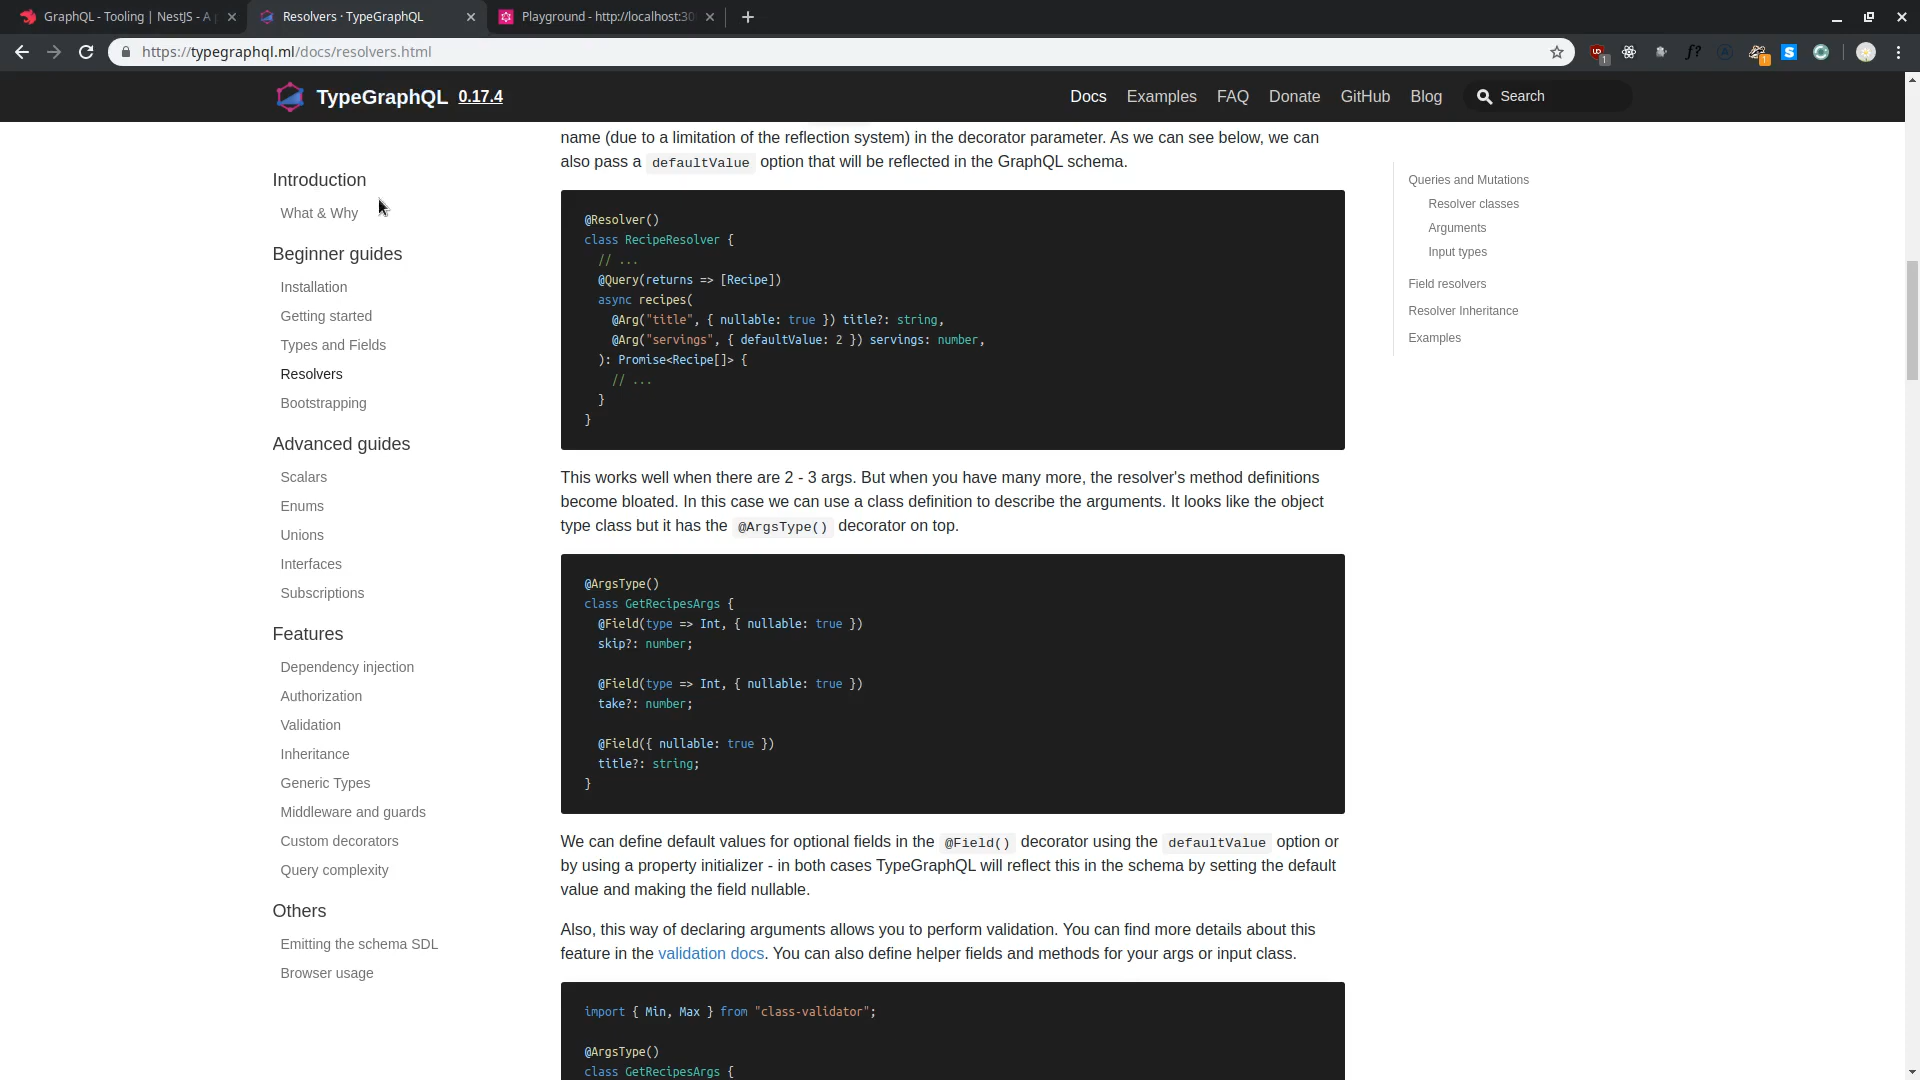 GraphQL - Tooling | NestJS - A p
Resolvers · TypeGraphQL
Playground - http://localhost:30
https://typegraphql.ml/docs/resolvers.html
TypeGraphQL 0.17.4
Docs Examples FAQ Donate GitHub Blog Search
Introduction
What & Why
Beginner guides
Installation
Getting started
Types and Fields
Resolvers
Bootstrapping
Advanced guides
Scalars
Enums
Unions
Interfaces
Subscriptions
Features
Dependency injection
Authorization
Validation
Inheritance
Generic Types
Middleware and guards
Custom decorators
Query complexity
Others
Emitting the schema SDL
Browser usage
name (due to a limitation of the reflection system) in the decorator parameter. As we can see below, we can
also pass a defaultValue option that will be reflected in the GraphQL schema.
@Resolver()
class RecipeResolver {
// ...
@Query(returns => [Recipe])
async recipes(
@Arg("title", { nullable: true }) title?: string,
@Arg("servings", { defaultValue: 2 }) servings: number,
): Promise<Recipe[]> {
// ...
}
}
This works well when there are 2 - 3 args. But when you have many more, the resolver's method definitions
become bloated. In this case we can use a class definition to describe the arguments. It looks like the object
type class but it has the @ArgsType() decorator on top.
@ArgsType()
class GetRecipesArgs {
@Field(type => Int, { nullable: true })
skip?: number;
@Field(type => Int, { nullable: true })
take?: number;
@Field({ nullable: true })
title?: string;
}
We can define default values for optional fields in the @Field() decorator using the defaultValue option or
by using a property initializer - in both cases TypeGraphQL will reflect this in the schema by setting the default
value and making the field nullable.
Also, this way of declaring arguments allows you to perform validation. You can find more details about this
feature in the validation docs. You can also define helper fields and methods for your args or input class.
import { Min, Max } from "class-validator";
@ArgsType()
class GetRecipesArgs {
Queries and Mutations
Resolver classes
Arguments
Input types
Field resolvers
Resolver Inheritance
Examples